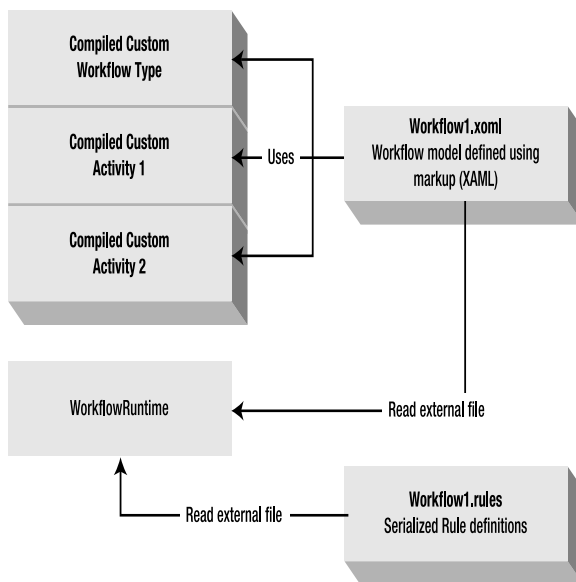 Compiled Custom
Workflow Type
Compiled Custom
Activity 1
Compiled Custom
Activity 2
Uses
Workflow1.xoml
Workflow model defined using
markup (XAML)
WorkflowRuntime
Read external file
Read external file
Workflow1.rules
Serialized Rule definitions